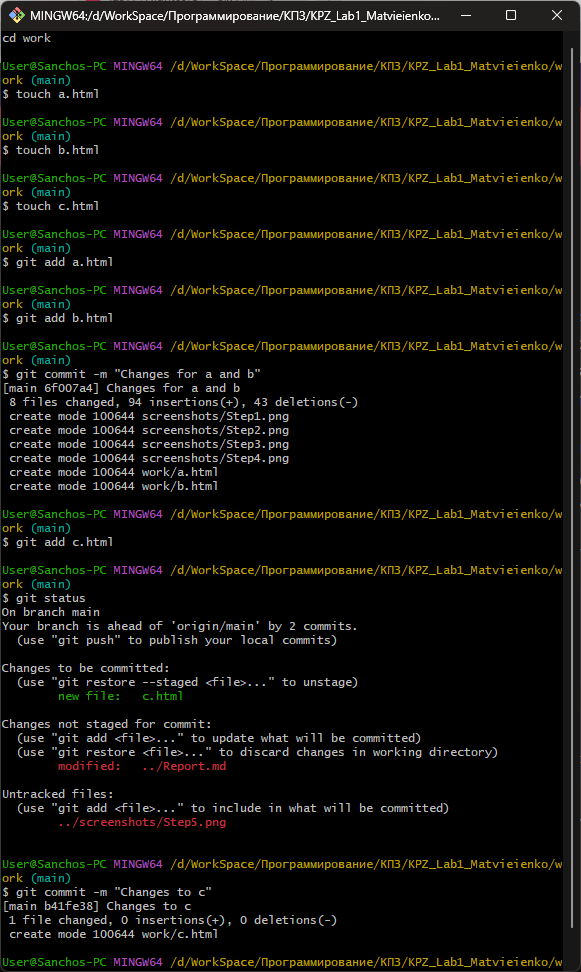 MINGW64:/d/WorkSpace/Программирование/КПЗ/KPZ_Lab1_Matvieienko...
cd work
User@Sanchos-PC MINGW64 /d/WorkSpace/Программирование/КПЗ/KPZ_Lab1_Matvieienko/w
ork (main)
$ touch a.html
User@Sanchos-PC MINGW64 /d/WorkSpace/Программирование/КПЗ/KPZ_Lab1_Matvieienko/w
ork (main)
$ touch b.html
User@Sanchos-PC MINGW64 /d/WorkSpace/Программирование/КПЗ/KPZ_Lab1_Matvieienko/w
ork (main)
$ touch c.html
User@Sanchos-PC MINGW64 /d/WorkSpace/Программирование/КПЗ/KPZ_Lab1_Matvieienko/w
ork (main)
$ git add a.html
User@Sanchos-PC MINGW64 /d/WorkSpace/Программирование/КПЗ/KPZ_Lab1_Matvieienko/w
ork (main)
$ git add b.html
User@Sanchos-PC MINGW64 /d/WorkSpace/Программирование/КПЗ/KPZ_Lab1_Matvieienko/w
ork (main)
$ git commit -m "Changes for a and b"
[main 6f007a4] Changes for a and b
 8 files changed, 94 insertions(+), 43 deletions(-)
 create mode 100644 screenshots/Step1.png
 create mode 100644 screenshots/Step2.png
 create mode 100644 screenshots/Step3.png
 create mode 100644 screenshots/Step4.png
 create mode 100644 work/a.html
 create mode 100644 work/b.html
User@Sanchos-PC MINGW64 /d/WorkSpace/Программирование/КПЗ/KPZ_Lab1_Matvieienko/w
ork (main)
$ git add c.html
User@Sanchos-PC MINGW64 /d/WorkSpace/Программирование/КПЗ/KPZ_Lab1_Matvieienko/w
ork (main)
$ git status
On branch main
Your branch is ahead of 'origin/main' by 2 commits.
  (use "git push" to publish your local commits)
Changes to be committed:
  (use "git restore --staged <file>..." to unstage)
        new file:   c.html
Changes not staged for commit:
  (use "git add <file>..." to update what will be committed)
  (use "git restore <file>..." to discard changes in working directory)
        modified:   ../Report.md
Untracked files:
  (use "git add <file>..." to include in what will be committed)
        ../screenshots/Step5.png
User@Sanchos-PC MINGW64 /d/WorkSpace/Программирование/КПЗ/KPZ_Lab1_Matvieienko/w
ork (main)
$ git commit -m "Changes to c"
[main b41fe38] Changes to c
 1 file changed, 0 insertions(+), 0 deletions(-)
 create mode 100644 work/c.html
User@Sanchos-PC MINGW64 /d/WorkSpace/Программирование/КПЗ/KPZ_Lab1_Matvieienko/w